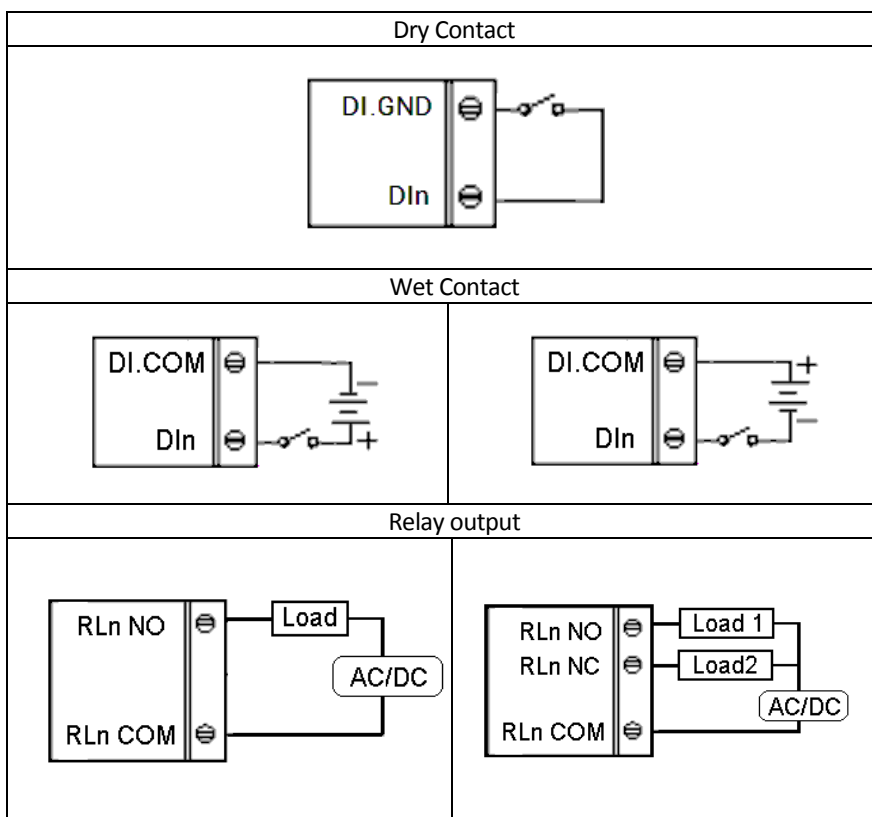 Dry Contact
DI.GND
DIn
Wet Contact
DI.COM
−
DIn
+
DI.COM
+
DIn
−
Relay output
RLn NO
Load
AC/DC
RLn COM
RLn NO
Load 1
RLn NC
Load2
AC/DC
RLn COM